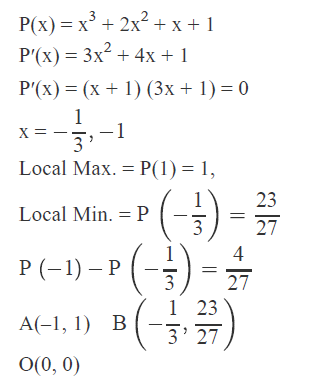 P(x) = x³ + 2x² + x + 1
P′(x) = 3x² + 4x + 1
P′(x) = (x + 1) (3x + 1) = 0
x = −1/3, −1
Local Max. = P(1) = 1,
Local Min. = P(−1/3) = 23/27
P (−1) – P(−1/3) = 4/27
A(–1, 1) B(−1/3, 23/27)
O(0, 0)